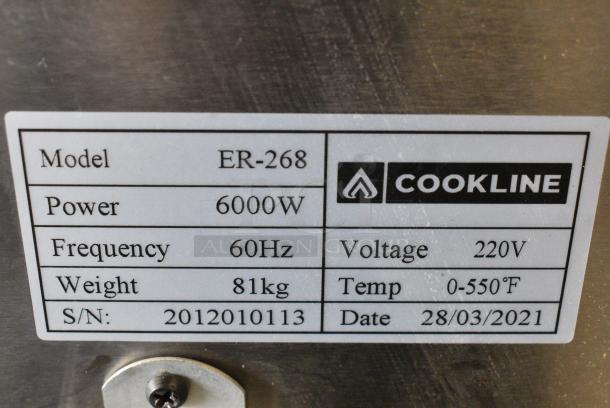 Model ER-268
COOKLINE
Power 6000W
Frequency 60Hz Voltage 220V
Weight 81kg Temp 0-550°F
S/N: 2012010113 Date 28/03/2021